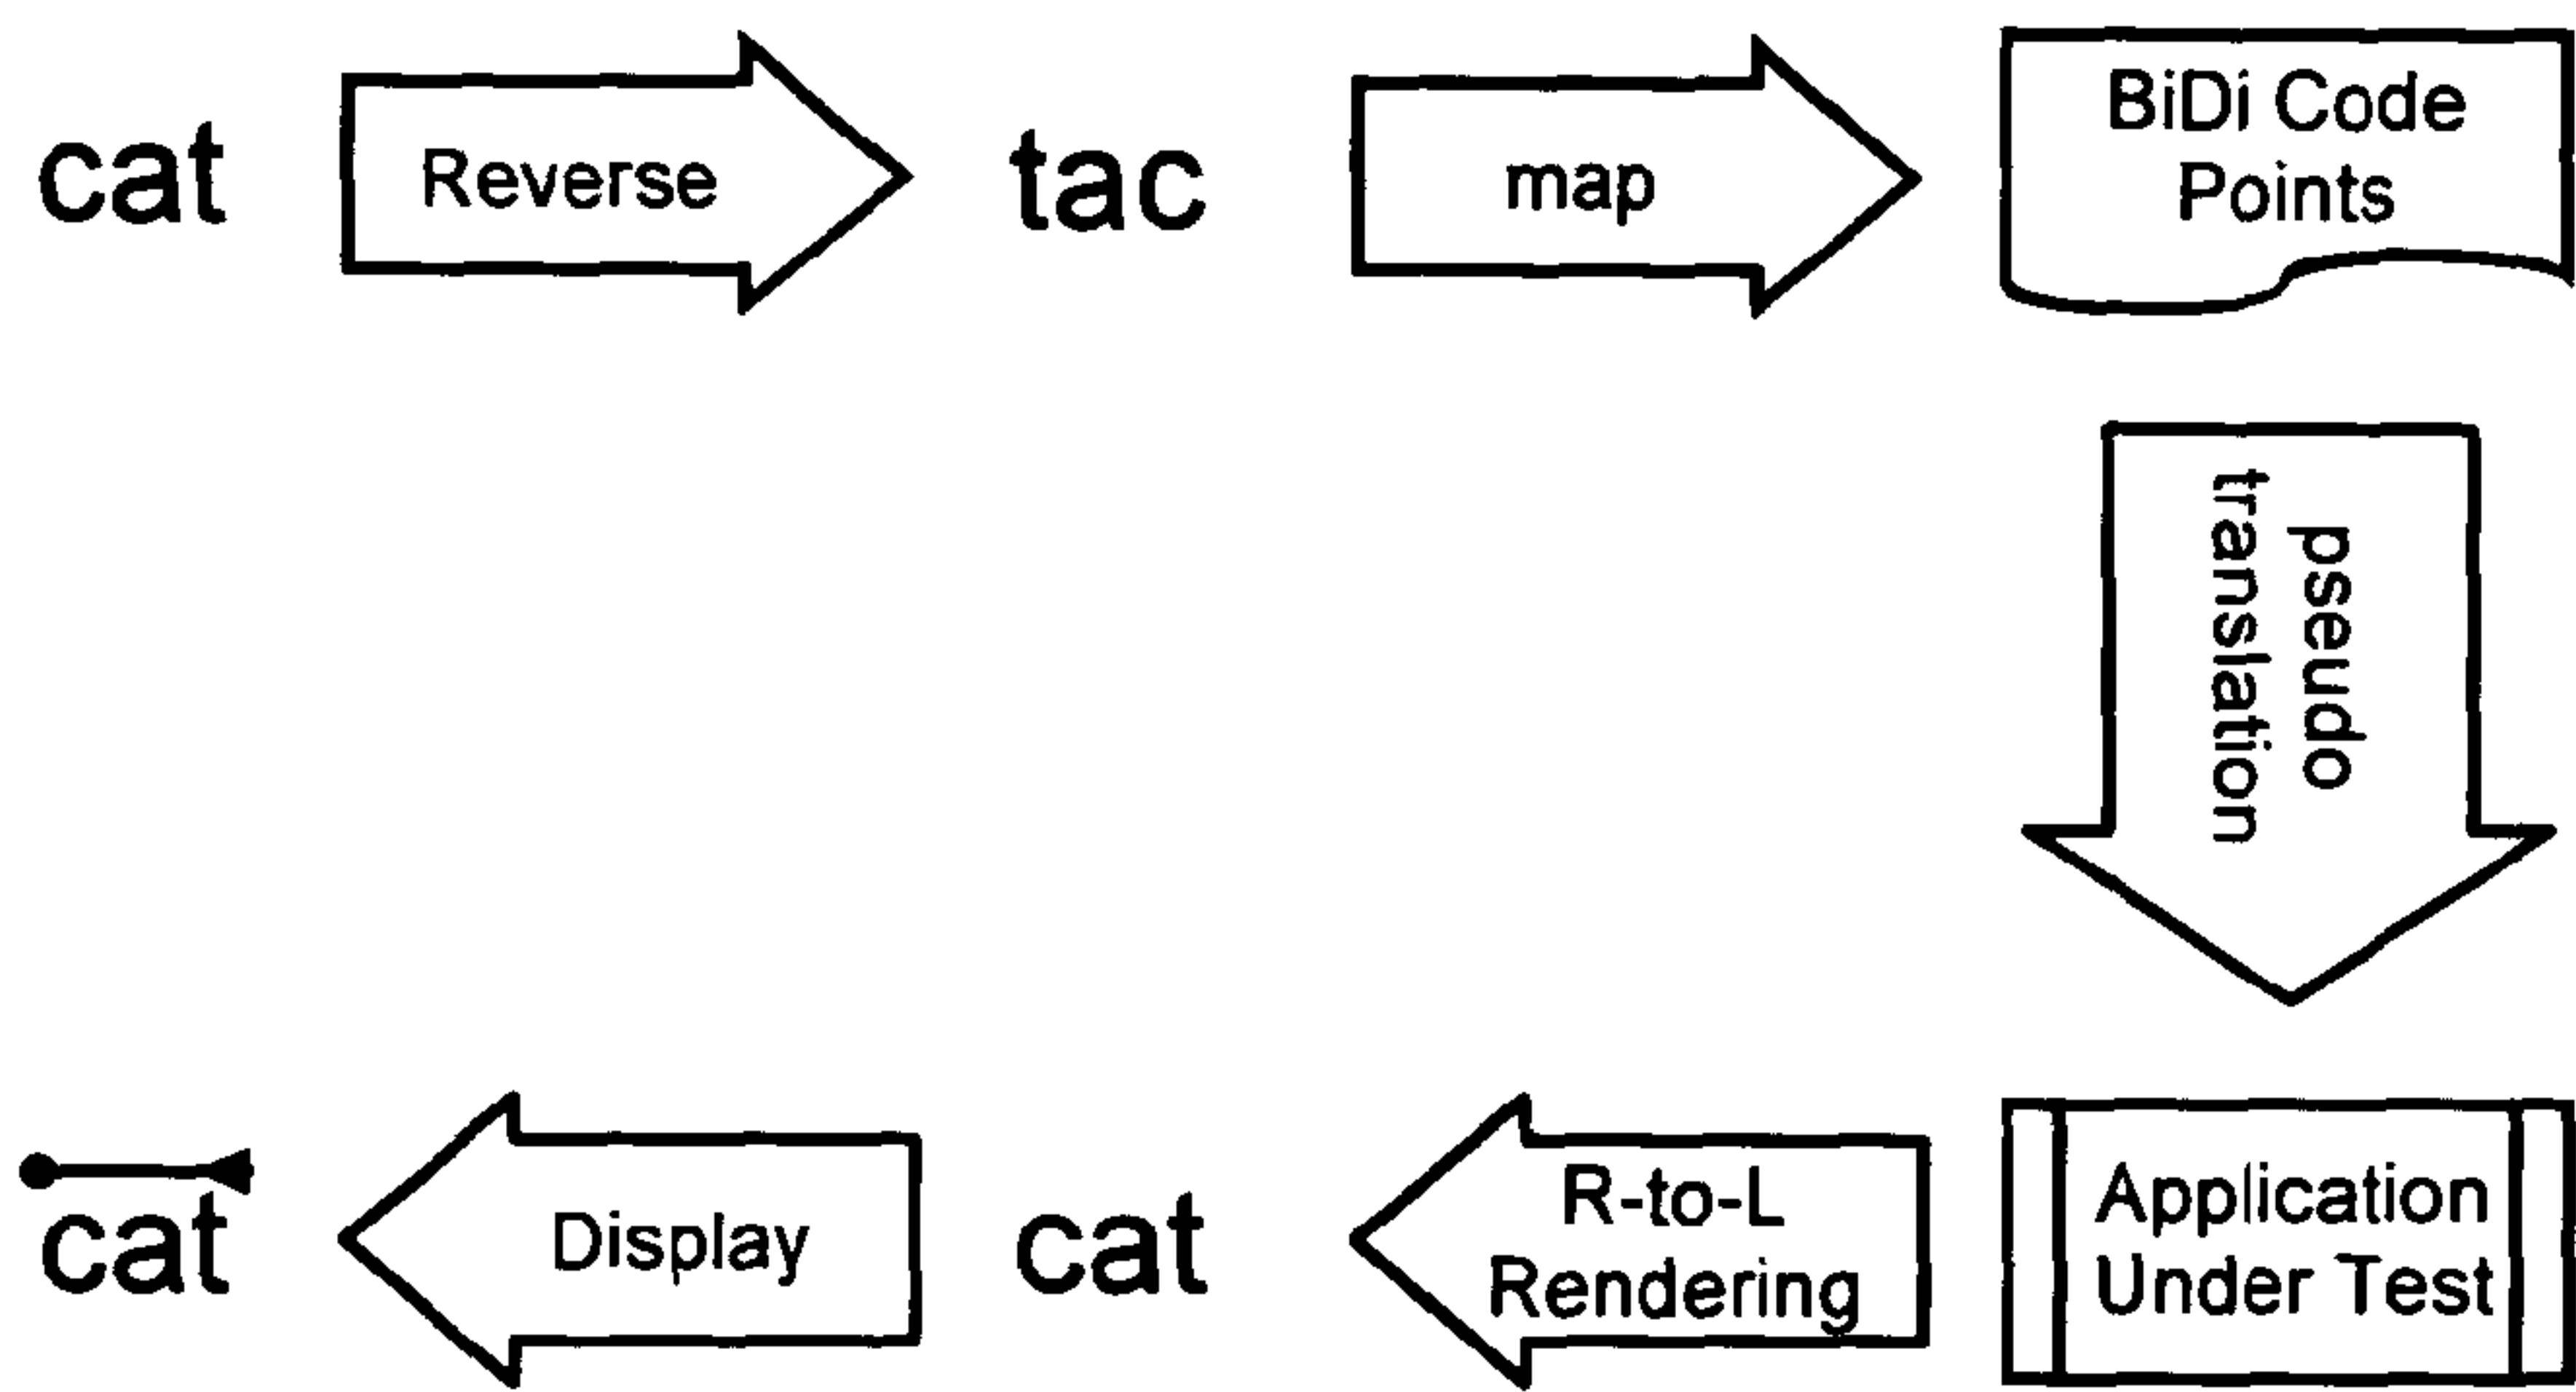 cat
Reverse
tac
map
BiDi Code
Points
pseudo
translation
Application
Under Test
R-to-L
Rendering
cat
Display
cat